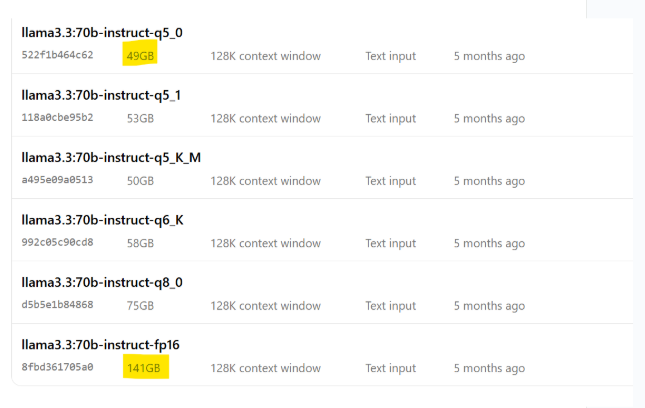 llama3.3:70b-instruct-q5_0
522f1b464c62 49GB 128K context window Text input 5 months ago
llama3.3:70b-instruct-q5_1
118a0cbe95b2 53GB 128K context window Text input 5 months ago
llama3.3:70b-instruct-q5_K_M
a495e09a0513 50GB 128K context window Text input 5 months ago
llama3.3:70b-instruct-q6_K
992c05c90cd8 58GB 128K context window Text input 5 months ago
llama3.3:70b-instruct-q8_0
d5b5e1b84868 75GB 128K context window Text input 5 months ago
llama3.3:70b-instruct-fp16
8fbd361705a0 141GB 128K context window Text input 5 months ago